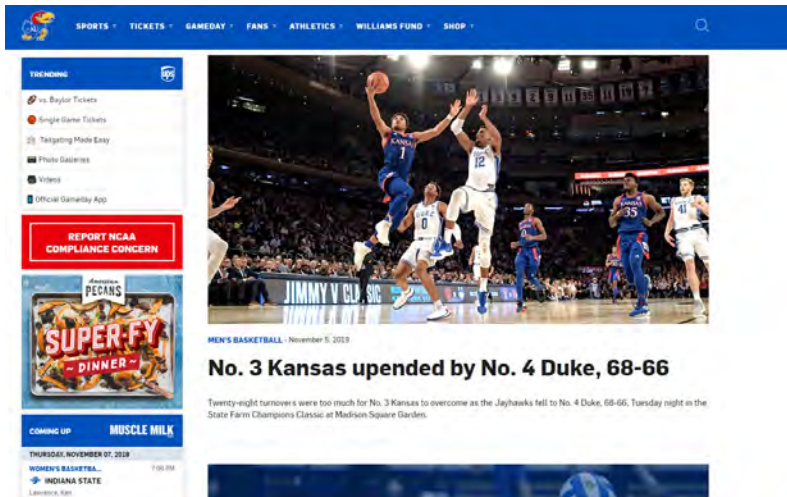 SPORTS TICKETS GAMEDAY FANS ATHLETICS WILLIAMS FUND SHOP
TRENDING
ups
vs. Baylor Tickets
Single Game Tickets
Tailgating Made Easy
Photo Galleries
Videos
Official Gameday App
REPORT NCAA
COMPLIANCE CONCERN
American
PECANS
SUPER-FY
~ DINNER ~
COMING UP
MUSCLE MILK
THURSDAY, NOVEMBER 07, 2019
WOMEN'S BASKETBA... 7:00 PM
INDIANA STATE
Lawrence, Kan.
KANSAS
1
12
DUKE
0
KANSAS
35
41
JIMMY V CLASSIC
MEN'S BASKETBALL - November 5, 2019
No. 3 Kansas upended by No. 4 Duke, 68-66
Twenty-eight turnovers were too much for No. 3 Kansas to overcome as the Jayhawks fell to No. 4 Duke, 68-66, Tuesday night in the
State Farm Champions Classic at Madison Square Garden.